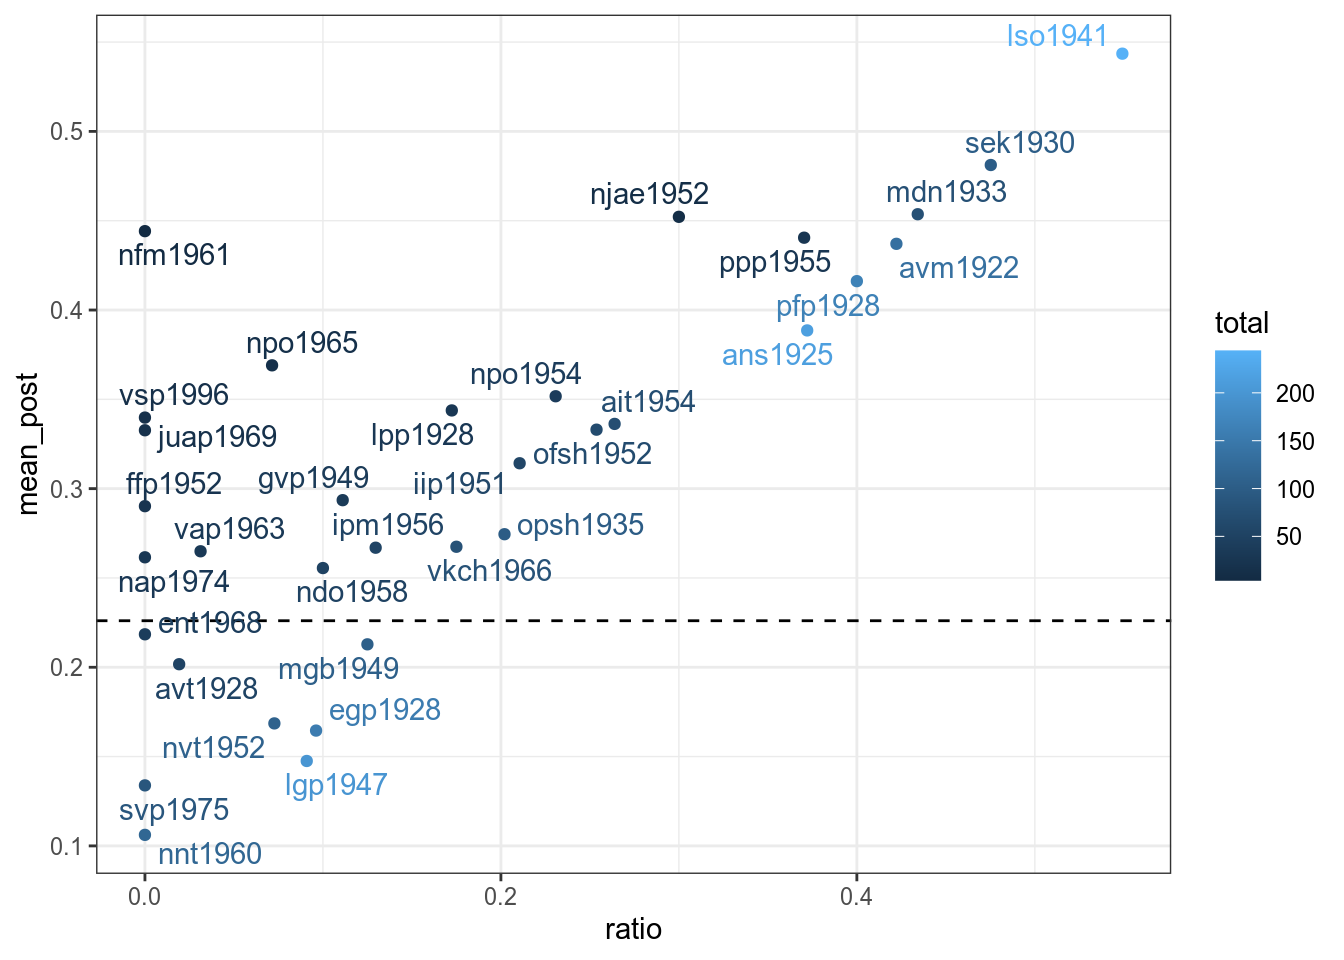 lso1941
0.5
sek1930
mdn1933
njae1952
nfm1961
ppp1955
avm1922
0.4
pfp1928
npo1965
ans1925
npo1954
vsp1996
ait1954
lpp1928
juap1969
ofsh1952
mean_post
ffp1952
gvp1949
iip1951
0.3
vap1963
ipm1956
opsh1935
nap1974
ndo1958
vkch1966
ent1968
0.2
mgb1949
avt1928
egp1928
nvt1952
lgp1947
svp1975
0.1
nnt1960
0.0
0.2
0.4
ratio
total
200
150
100
50